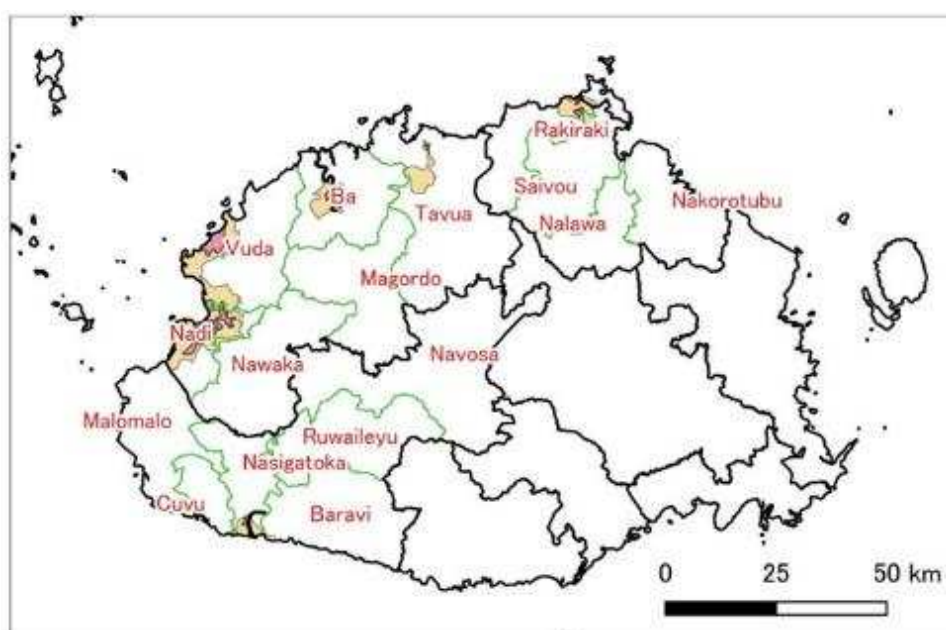 Rakiraki
Saivou
Ba
Nakorotubu
Tavua
Nalawa
Vuda
Magordo
Nadi
Navosa
Nawaka
Malomalo
Ruwaileyu
Nasigatoka
Cuvu
Baravi
0 25 50 km